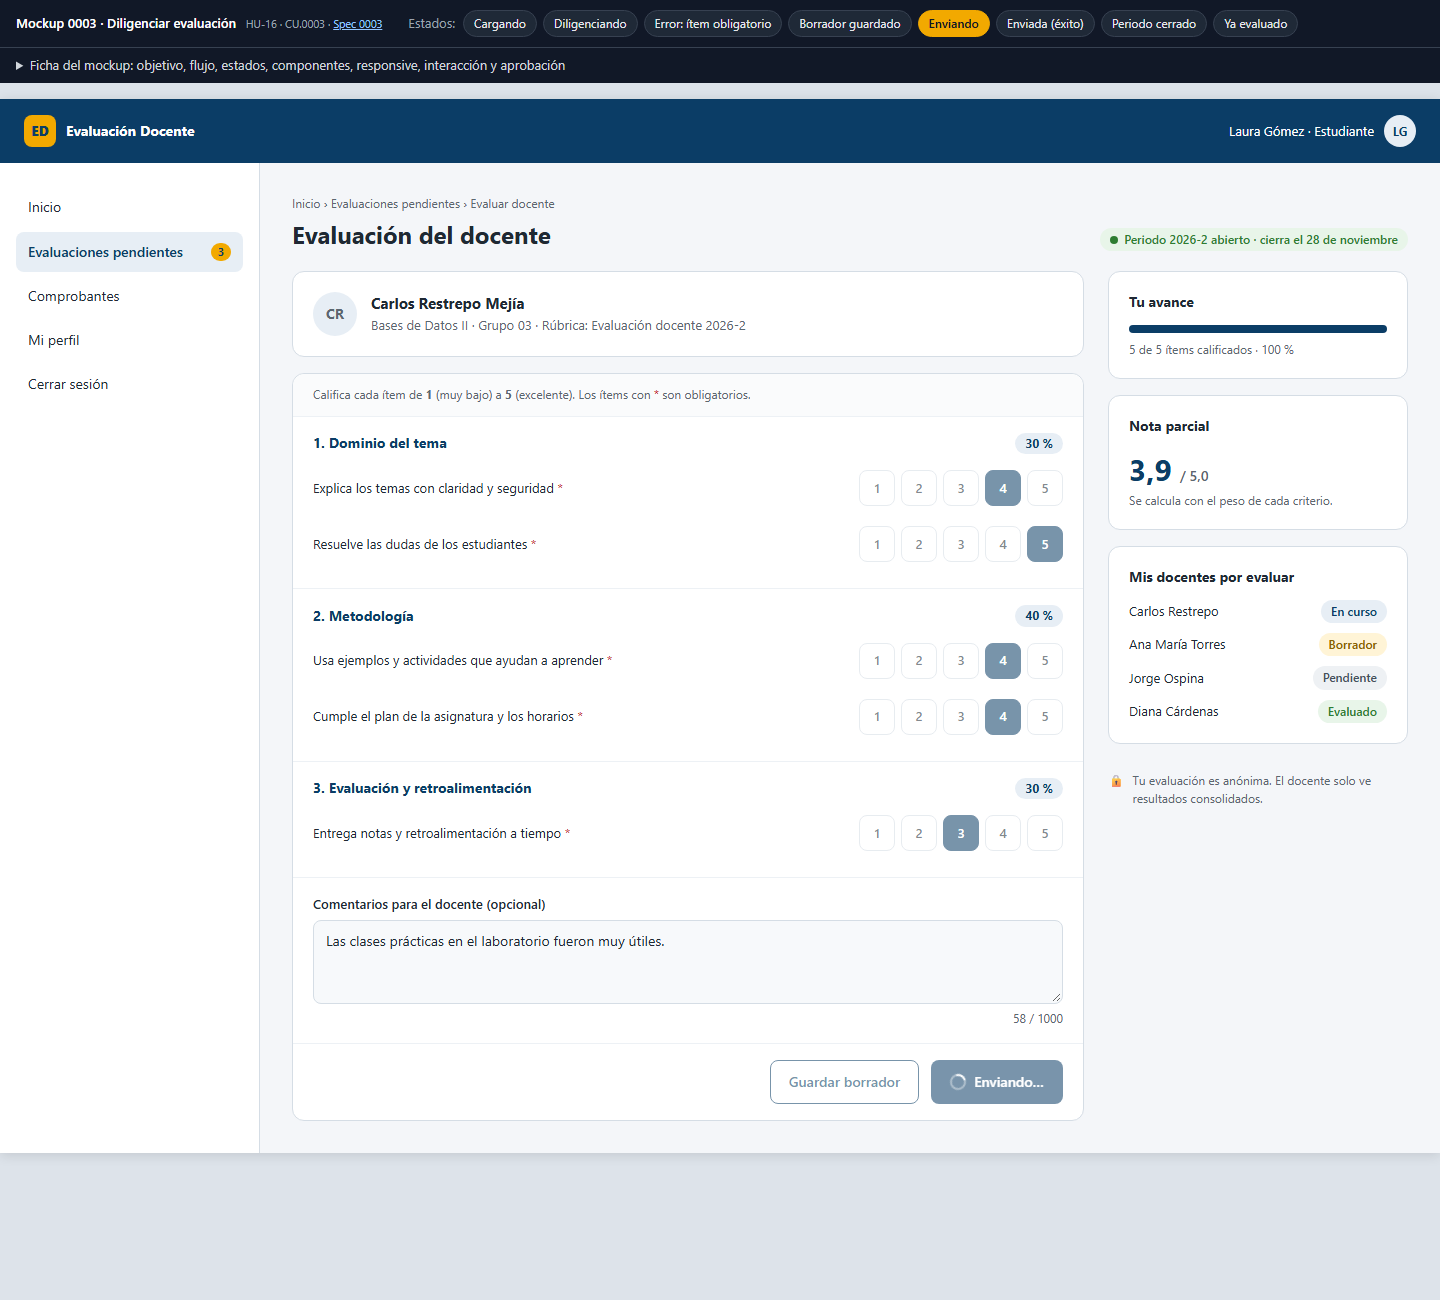 Mockup 0003 · Diligenciar evaluación HU-16 · CU.0003 · Spec 0003 Estados: Cargando Diligenciando Error: ítem obligatorio Borrador guardado Enviando Enviada (éxito) Periodo cerrado Ya evaluado
Ficha del mockup: objetivo, flujo, estados, componentes, responsive, interacción y aprobación
ED Evaluación Docente Laura Gómez · Estudiante LG
Inicio
Evaluaciones pendientes 3
Comprobantes
Mi perfil
Cerrar sesión
Inicio › Evaluaciones pendientes › Evaluar docente
Evaluación del docente
Periodo 2026-2 abierto · cierra el 28 de noviembre
CR
Carlos Restrepo Mejía
Bases de Datos II · Grupo 03 · Rúbrica: Evaluación docente 2026-2
Califica cada ítem de 1 (muy bajo) a 5 (excelente). Los ítems con * son obligatorios.
1. Dominio del tema 30 %
Explica los temas con claridad y seguridad * 1 2 3 4 5
Resuelve las dudas de los estudiantes * 1 2 3 4 5
2. Metodología 40 %
Usa ejemplos y actividades que ayudan a aprender * 1 2 3 4 5
Cumple el plan de la asignatura y los horarios * 1 2 3 4 5
3. Evaluación y retroalimentación 30 %
Entrega notas y retroalimentación a tiempo * 1 2 3 4 5
Comentarios para el docente (opcional)
Las clases prácticas en el laboratorio fueron muy útiles.
58 / 1000
Guardar borrador Enviando...
Tu avance
5 de 5 ítems calificados · 100 %
Nota parcial
3,9 / 5,0
Se calcula con el peso de cada criterio.
Mis docentes por evaluar
Carlos Restrepo En curso
Ana María Torres Borrador
Jorge Ospina Pendiente
Diana Cárdenas Evaluado
Tu evaluación es anónima. El docente solo ve
resultados consolidados.